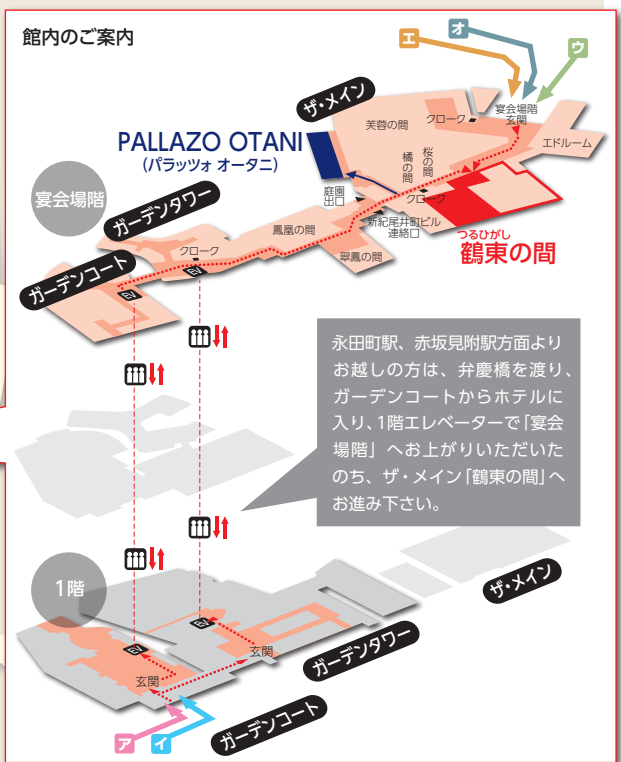 館内のご案内
エ
オ
ウ
ザ・メイン
宴会場階
玄関
クローク
芙蓉の間
エドルーム
PALLAZO OTANI
(パラッツォ オータニ)
桜の間
橘の間
宴会場階
ガーデンタワー
庭園
出口
クローク
新紀尾井町ビル
連絡口
つるひがし
鶴東の間
鳳凰の間
翠鳳の間
クローク
EV
ガーデンコート
EV
永田町駅、赤坂見附駅方面より
お越しの方は、弁慶橋を渡り、
ガーデンコートからホテルに
入り、1階エレベーターで「宴会
場階」へお上がりいただいた
のち、ザ・メイン「鶴東の間」へ
お進み下さい。
1階
ザ・メイン
EV
EV
玄関
ガーデンタワー
玄関
ガーデンコート
ア
イ